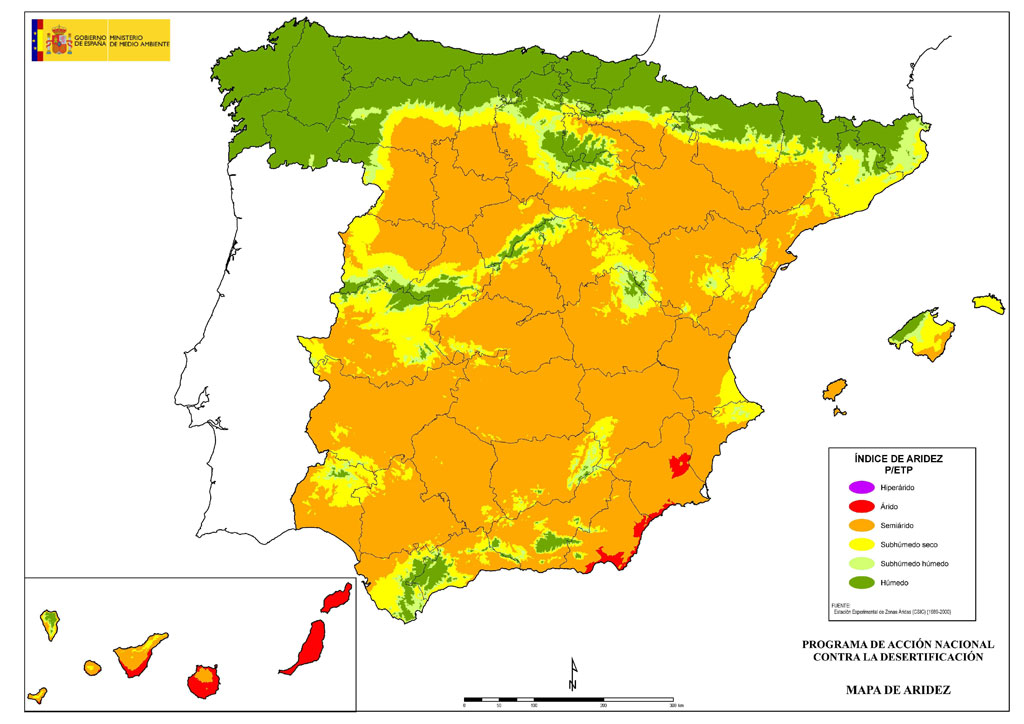 GOBIERNO MINISTERIO
DE ESPAÑA DE MEDIO AMBIENTE
ÍNDICE DE ARIDEZ
P/ETP
Hiperárido
Árido
Semiárido
Subhúmedo seco
Subhúmedo húmedo
Húmedo
FUENTE:
Estación Experimental de Zonas Áridas (CSIC)
PROGRAMA DE ACCIÓN NACIONAL
CONTRA LA DESERTIFICACIÓN
MAPA DE ARIDEZ
N
0 50 100 200 300 km